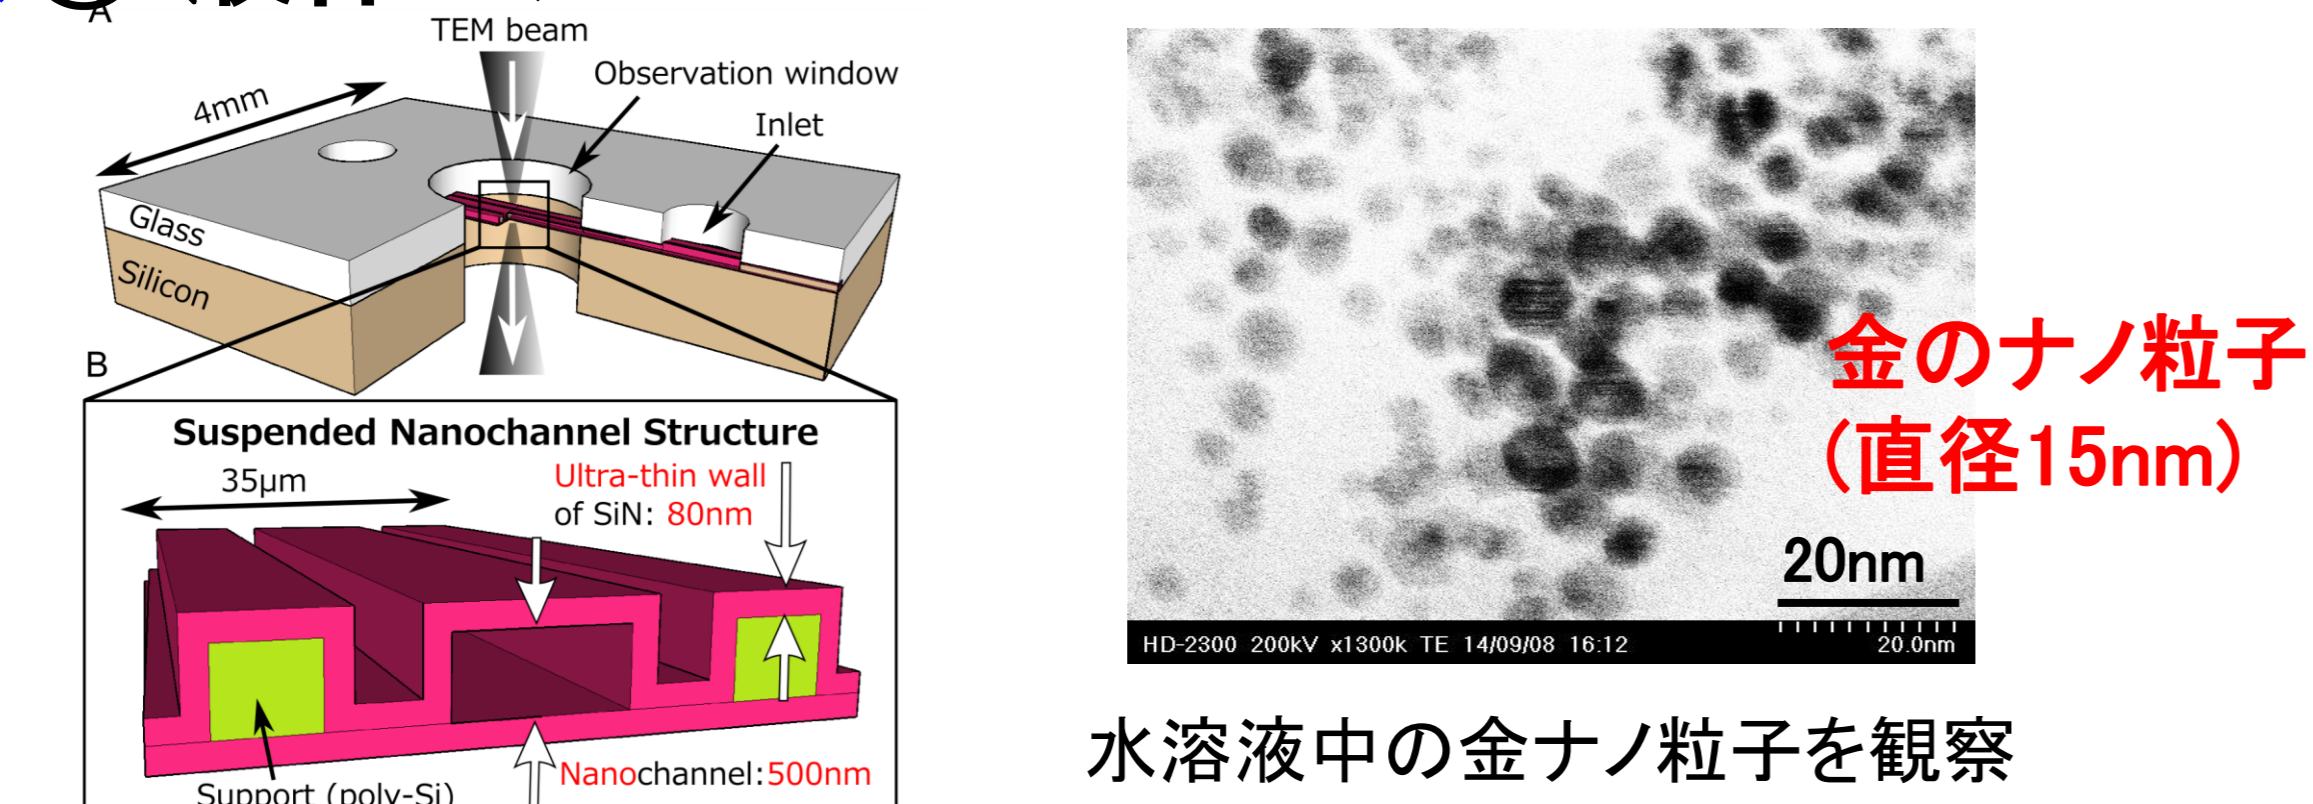 A
TEM beam
Observation window
Inlet
4mm
Glass
Silicon
B
Suspended Nanochannel Structure
35μm
Ultra-thin wall
of SiN: 80nm
Nanochannel:500nm
Support (poly-Si)
金のナノ粒子
(直径15nm)
20nm
HD-2300 200kV x1300k TE 14/09/08 16:12
20.0nm
水溶液中の金ナノ粒子を観察